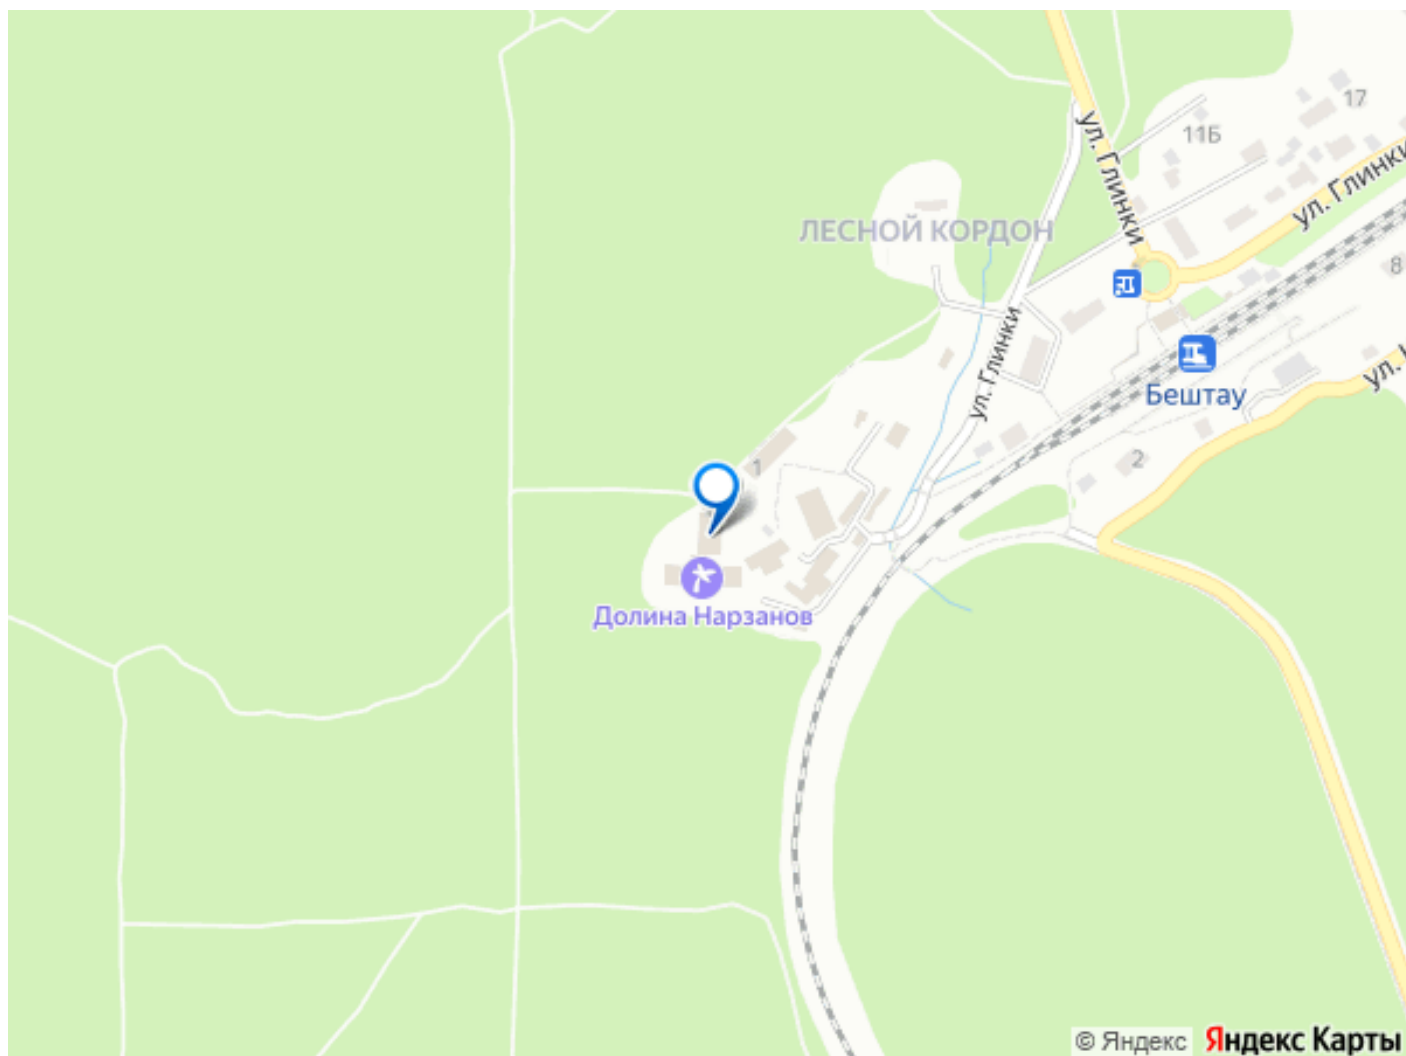 17
11Б
ул. Глинки
ул. Глинки
ЛЕСНОЙ КОРДОН
8
ул. Глинки
Бештау
ул.
2
1
Долина Нарзанов
© Яндекс Яндекс Карты